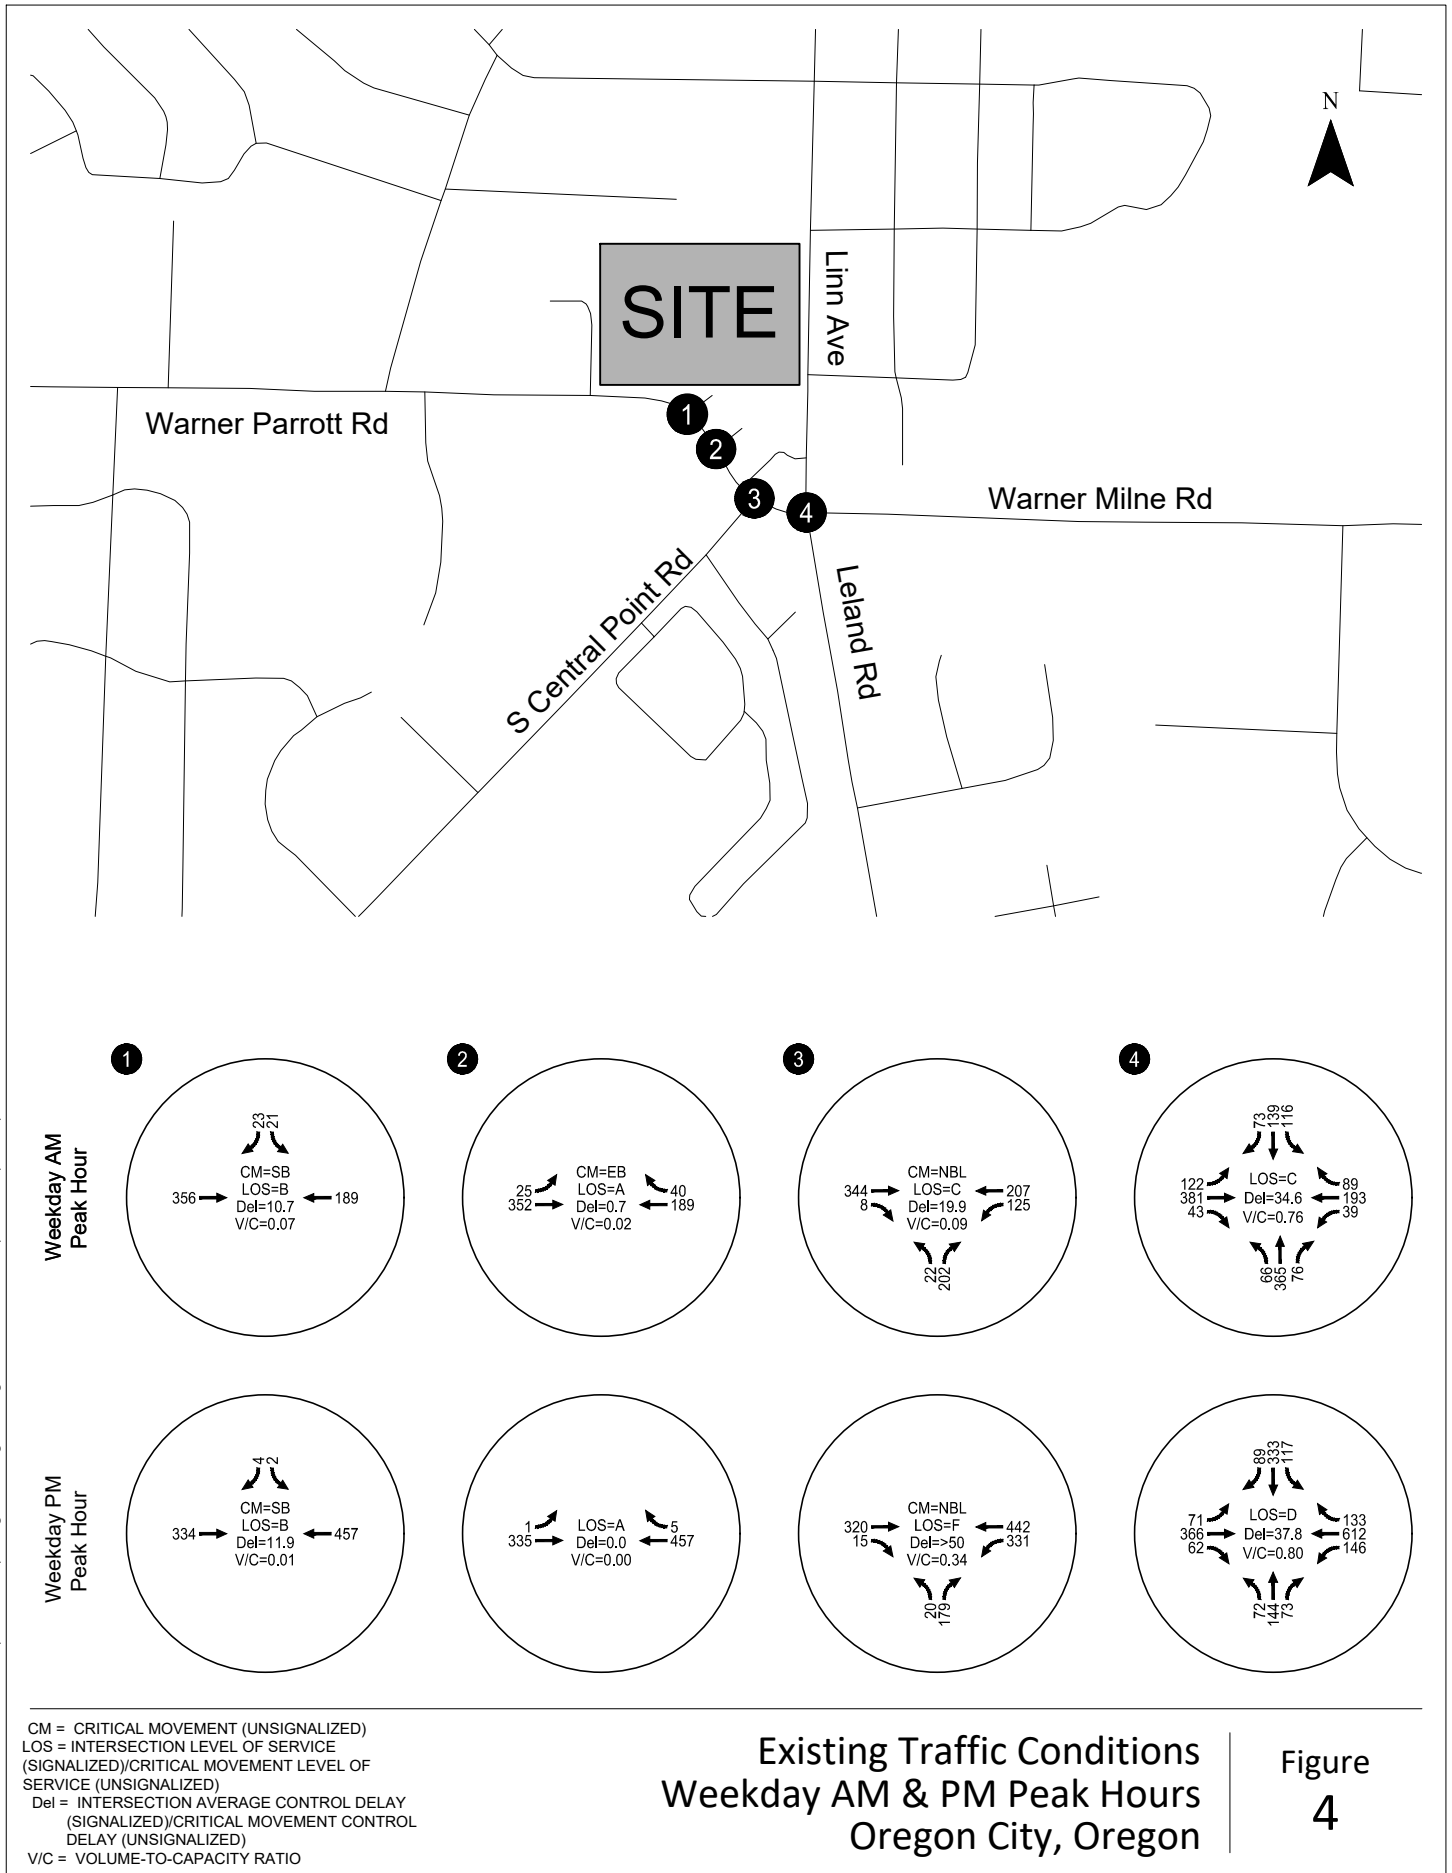 N
SITE
Linn Ave
Warner Parrott Rd
1
2
3
4
Warner Milne Rd
S Central Point Rd
Leland Rd
Weekday AM
Peak Hour
1
23
21
356
CM=SB
LOS=B
Del=10.7
V/C=0.07
189
2
25
352
CM=EB
LOS=A
Del=0.7
V/C=0.02
40
189
3
344
8
CM=NBL
LOS=C
Del=19.9
V/C=0.09
207
125
22
202
4
73
139
116
122
381
43
LOS=C
Del=34.6
V/C=0.76
89
193
39
66
365
76
Weekday PM
Peak Hour
4
2
334
CM=SB
LOS=B
Del=11.9
V/C=0.01
457
1
335
LOS=A
Del=0.0
V/C=0.00
5
457
320
15
CM=NBL
LOS=F
Del=>50
V/C=0.34
442
331
20
179
89
333
117
71
366
62
LOS=D
Del=37.8
V/C=0.80
133
612
146
72
144
73
CM = CRITICAL MOVEMENT (UNSIGNALIZED)
LOS = INTERSECTION LEVEL OF SERVICE
(SIGNALIZED)/CRITICAL MOVEMENT LEVEL OF
SERVICE (UNSIGNALIZED)
Del = INTERSECTION AVERAGE CONTROL DELAY
(SIGNALIZED)/CRITICAL MOVEMENT CONTROL
DELAY (UNSIGNALIZED)
V/C = VOLUME-TO-CAPACITY RATIO
Existing Traffic Conditions
Weekday AM & PM Peak Hours
Oregon City, Oregon
Figure
4